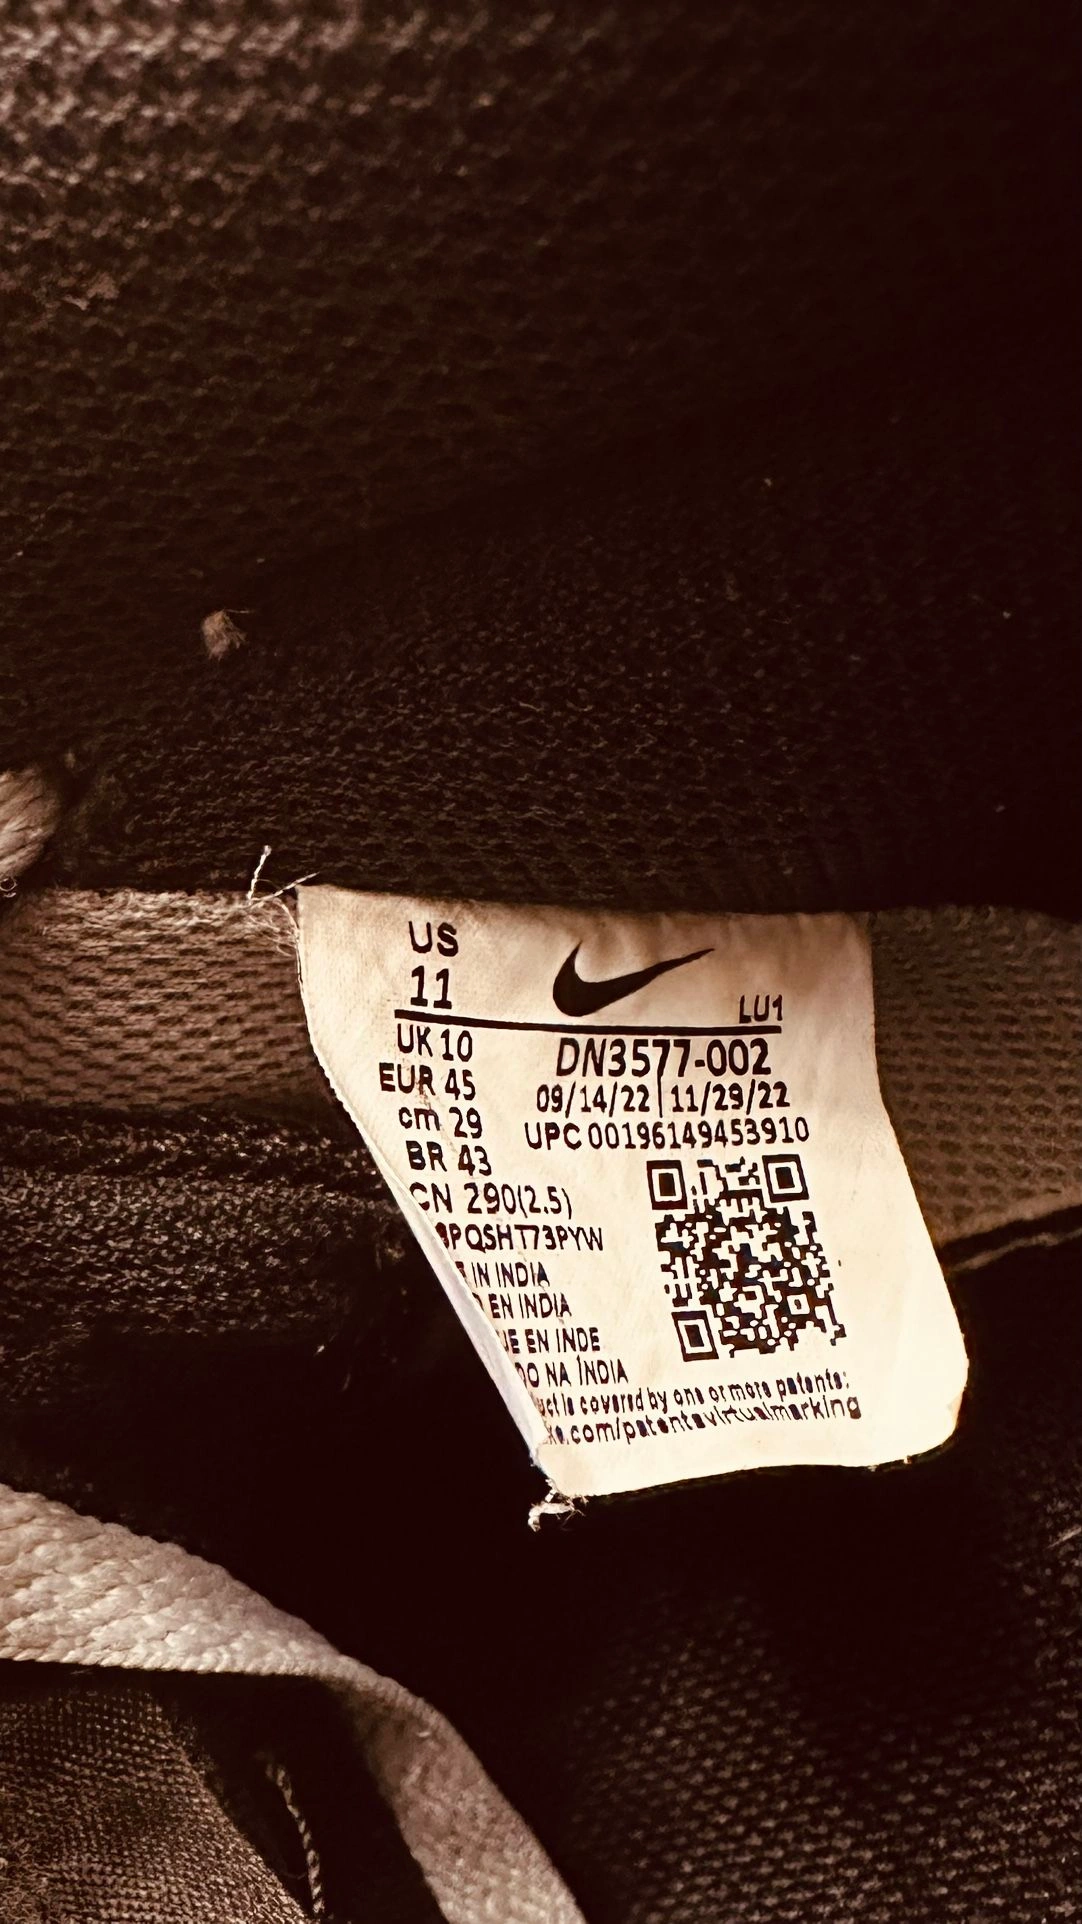 US
11
LU1
UK 10
DN3577-002
EUR 45
09/14/22 | 11/29/22
cm 29
UPC 00196149453910
BR 43
CN 290(2.5)
PQSHT73PYW
IN INDIA
EN INDIA
EN INDE
NA ÍNDIA
is covered by one or more patents:
.com/patentsvirtualmarking